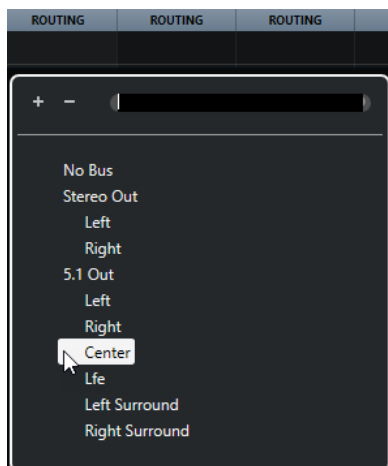 ROUTING ROUTING ROUTING
+ −
No Bus
Stereo Out
Left
Right
5.1 Out
Left
Right
Center
Lfe
Left Surround
Right Surround